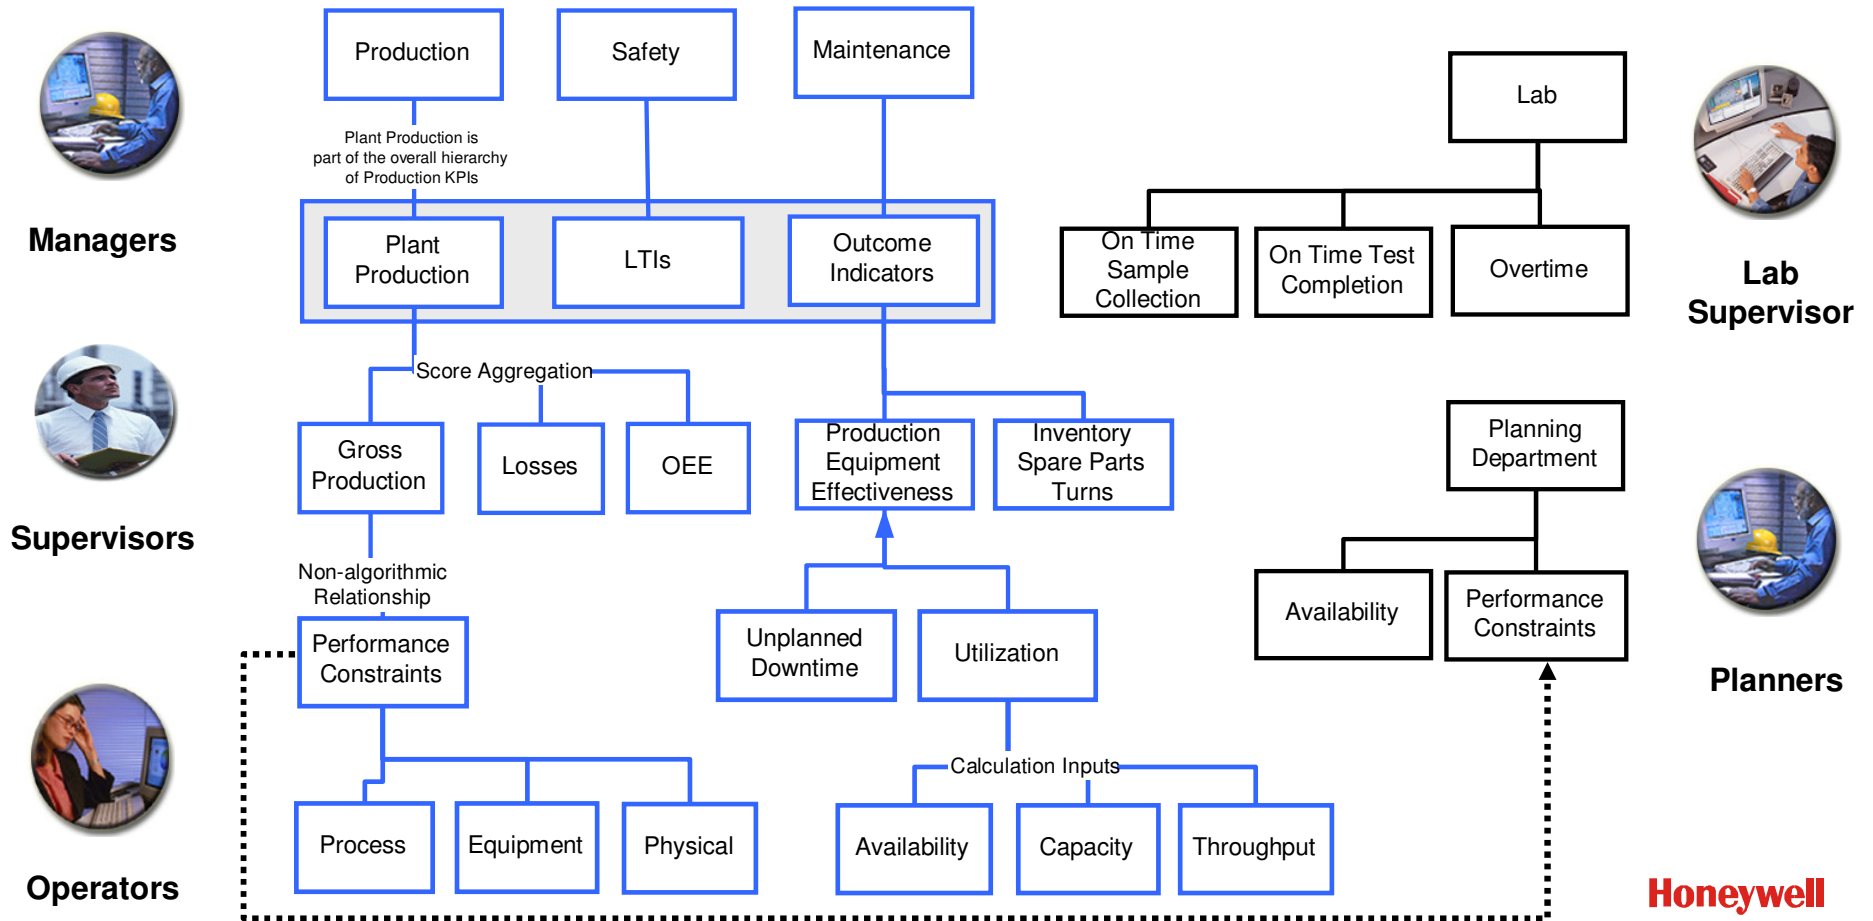 Production
Safety
Maintenance
Lab
Plant Production is
part of the overall hierarchy
of Production KPIs
Managers
Plant
Production
LTIs
Outcome
Indicators
On Time
Sample
Collection
On Time Test
Completion
Overtime
Lab
Supervisor
Score Aggregation
Gross
Production
Losses
OEE
Production
Equipment
Effectiveness
Inventory
Spare Parts
Turns
Planning
Department
Supervisors
Non-algorithmic
Relationship
Performance
Constraints
Unplanned
Downtime
Utilization
Availability
Performance
Constraints
Planners
Calculation Inputs
Process
Equipment
Physical
Availability
Capacity
Throughput
Operators
Honeywell